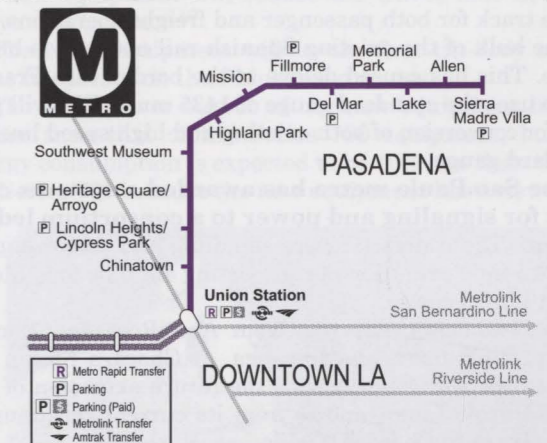 M
METRO
P
Fillmore
Memorial
Park
Allen
Mission
Del Mar
P
Lake
Sierra
Madre Villa
P
Highland Park
Southwest Museum
PASADENA
P Heritage Square/
Arroyo
P Lincoln Heights/
Cypress Park
Chinatown
Union Station
R P $
Metrolink
San Bernardino Line
DOWNTOWN LA
Metrolink
Riverside Line
R Metro Rapid Transfer
P Parking
P $ Parking (Paid)
Metrolink Transfer
Amtrak Transfer